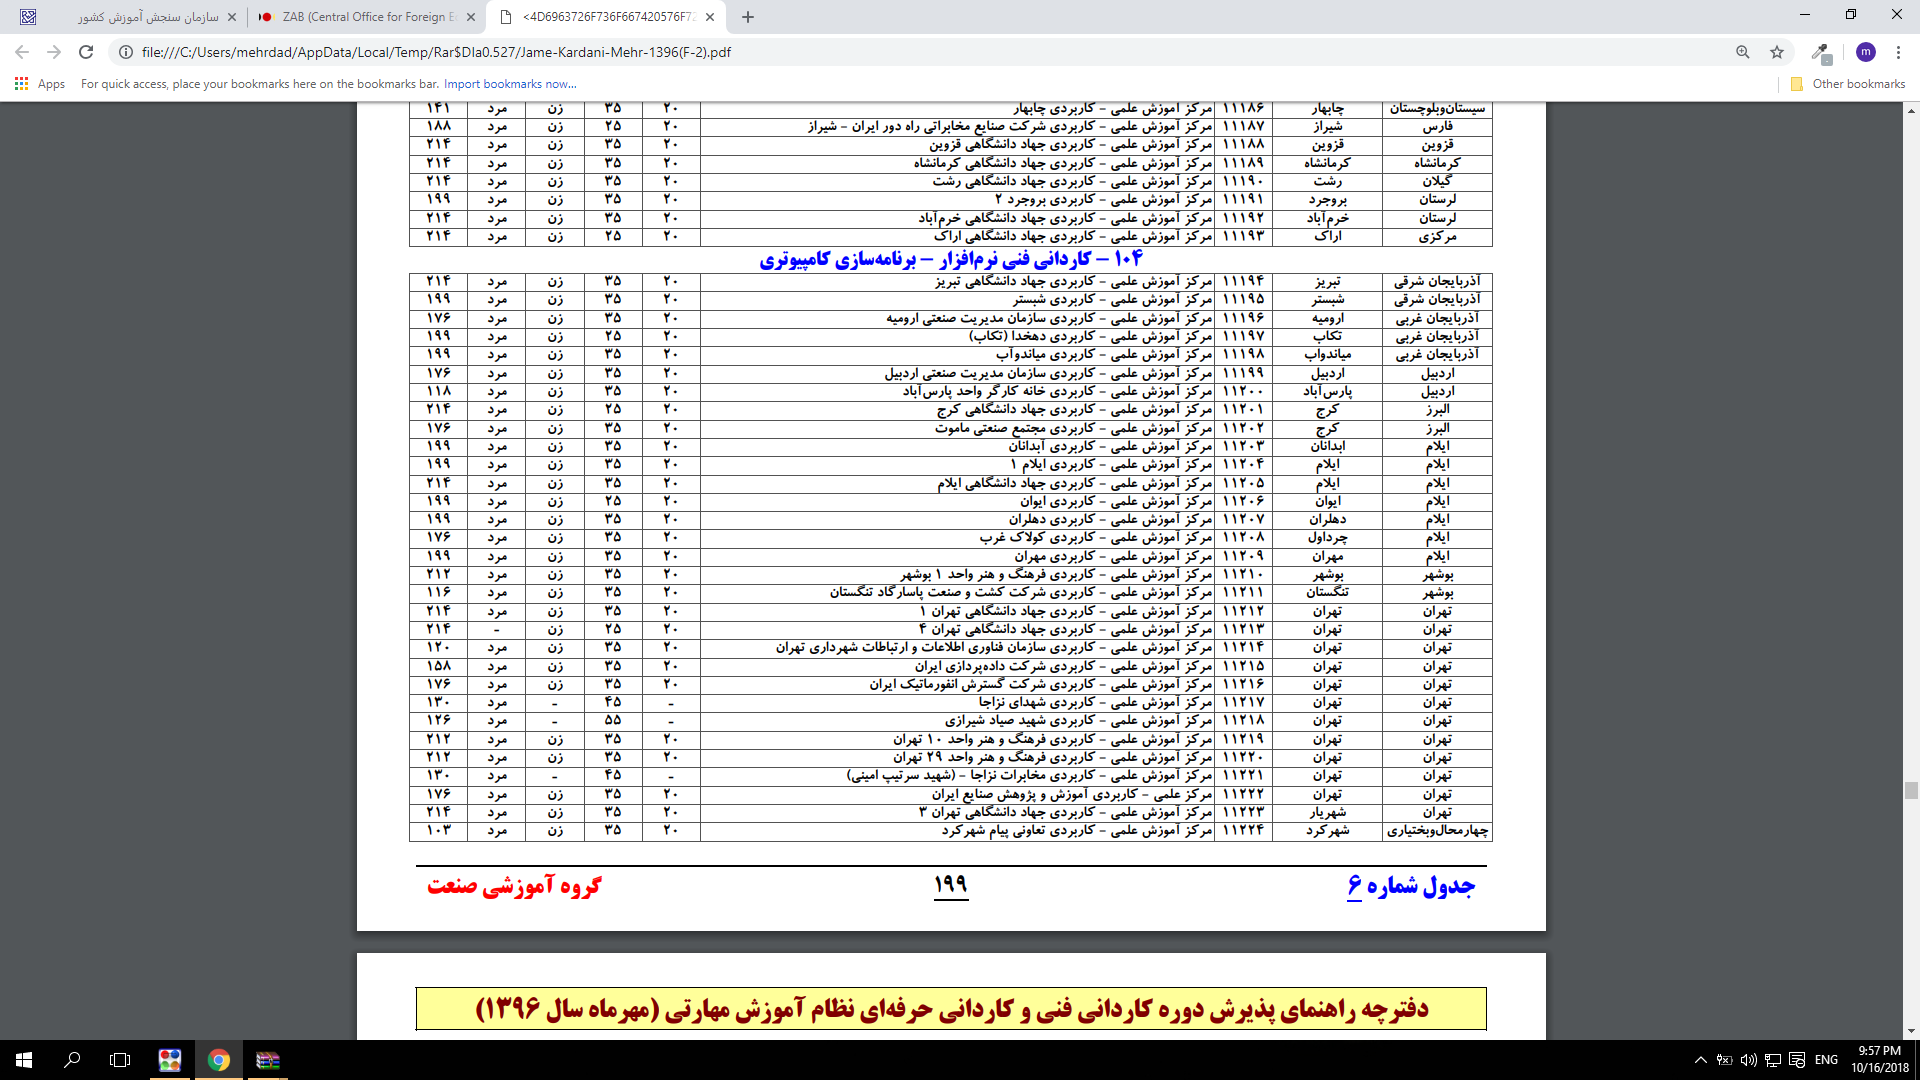 سازمان سنجش آموزش کشور
ZAB (Central Office for Foreign Ed
<4D6963726F736F667420576F72
file:///C:/Users/mehrdad/AppData/Local/Temp/Rar$DIa0.527/Jame-Kardani-Mehr-1396(F-2).pdf
m
Apps For quick access, place your bookmarks here on the bookmarks bar. Import bookmarks now... Other bookmarks
سیستان‌وبلوچستان چابهار ۱۱۱۸۶ مرکز آموزش علمی - کاربردی چابهار ۲۰ ۳۵ زن مرد ۱۴۱
فارس شیراز ۱۱۱۸۷ مرکز آموزش علمی - کاربردی شرکت صنایع مخابراتی راه دور ایران - شیراز ۲۰ ۲۵ زن مرد ۱۸۸
قزوین قزوین ۱۱۱۸۸ مرکز آموزش علمی - کاربردی جهاد دانشگاهی قزوین ۲۰ ۳۵ زن مرد ۲۱۴
کرمانشاه کرمانشاه ۱۱۱۸۹ مرکز آموزش علمی - کاربردی جهاد دانشگاهی کرمانشاه ۲۰ ۳۵ زن مرد ۲۱۴
گیلان رشت ۱۱۱۹۰ مرکز آموزش علمی - کاربردی جهاد دانشگاهی رشت ۲۰ ۳۵ زن مرد ۲۱۴
لرستان بروجرد ۱۱۱۹۱ مرکز آموزش علمی - کاربردی بروجرد ۲ ۲۰ ۳۵ زن مرد ۱۹۹
لرستان خرم‌آباد ۱۱۱۹۲ مرکز آموزش علمی - کاربردی جهاد دانشگاهی خرم‌آباد ۲۰ ۳۵ زن مرد ۲۱۴
مرکزی اراک ۱۱۱۹۳ مرکز آموزش علمی - کاربردی جهاد دانشگاهی اراک ۲۰ ۲۵ زن مرد ۲۱۴
۱۰۴ - کاردانی فنی نرم‌افزار - برنامه‌سازی کامپیوتری
آذربایجان شرقی تبریز ۱۱۱۹۴ مرکز آموزش علمی - کاربردی جهاد دانشگاهی تبریز ۲۰ ۳۵ زن مرد ۲۱۴
آذربایجان شرقی شبستر ۱۱۱۹۵ مرکز آموزش علمی - کاربردی شبستر ۲۰ ۳۵ زن مرد ۱۹۹
آذربایجان غربی ارومیه ۱۱۱۹۶ مرکز آموزش علمی - کاربردی سازمان مدیریت صنعتی ارومیه ۲۰ ۳۵ زن مرد ۱۷۶
آذربایجان غربی تکاب ۱۱۱۹۷ مرکز آموزش علمی - کاربردی دهخدا (تکاب) ۲۰ ۲۵ زن مرد ۱۹۹
آذربایجان غربی میاندواب ۱۱۱۹۸ مرکز آموزش علمی - کاربردی میاندوآب ۲۰ ۳۵ زن مرد ۱۹۹
اردبیل اردبیل ۱۱۱۹۹ مرکز آموزش علمی - کاربردی سازمان مدیریت صنعتی اردبیل ۲۰ ۳۵ زن مرد ۱۷۶
اردبیل پارس‌آباد ۱۱۲۰۰ مرکز آموزش علمی - کاربردی خانه کارگر واحد پارس‌آباد ۲۰ ۳۵ زن مرد ۱۱۸
البرز کرج ۱۱۲۰۱ مرکز آموزش علمی - کاربردی جهاد دانشگاهی کرج ۲۰ ۲۵ زن مرد ۲۱۴
البرز کرج ۱۱۲۰۲ مرکز آموزش علمی - کاربردی مجتمع صنعتی ماموت ۲۰ ۳۵ زن مرد ۱۷۶
ایلام ابدانان ۱۱۲۰۳ مرکز آموزش علمی - کاربردی آبدانان ۲۰ ۳۵ زن مرد ۱۹۹
ایلام ایلام ۱۱۲۰۴ مرکز آموزش علمی - کاربردی ایلام ۱ ۲۰ ۳۵ زن مرد ۱۹۹
ایلام ایلام ۱۱۲۰۵ مرکز آموزش علمی - کاربردی جهاد دانشگاهی ایلام ۲۰ ۳۵ زن مرد ۲۱۴
ایلام ایوان ۱۱۲۰۶ مرکز آموزش علمی - کاربردی ایوان ۲۰ ۲۵ زن مرد ۱۹۹
ایلام دهلران ۱۱۲۰۷ مرکز آموزش علمی - کاربردی دهلران ۲۰ ۳۵ زن مرد ۱۹۹
ایلام چرداول ۱۱۲۰۸ مرکز آموزش علمی - کاربردی کولاک غرب ۲۰ ۳۵ زن مرد ۱۷۶
ایلام مهران ۱۱۲۰۹ مرکز آموزش علمی - کاربردی مهران ۲۰ ۳۵ زن مرد ۱۹۹
بوشهر بوشهر ۱۱۲۱۰ مرکز آموزش علمی - کاربردی فرهنگ و هنر واحد ۱ بوشهر ۲۰ ۳۵ زن مرد ۲۱۲
بوشهر تنگستان ۱۱۲۱۱ مرکز آموزش علمی - کاربردی شرکت کشت و صنعت پاسارگاد تنگستان ۲۰ ۳۵ زن مرد ۱۱۶
تهران تهران ۱۱۲۱۲ مرکز آموزش علمی - کاربردی جهاد دانشگاهی تهران ۱ ۲۰ ۳۵ زن مرد ۲۱۴
تهران تهران ۱۱۲۱۳ مرکز آموزش علمی - کاربردی جهاد دانشگاهی تهران ۴ ۲۰ ۲۵ زن - ۲۱۴
تهران تهران ۱۱۲۱۴ مرکز آموزش علمی - کاربردی سازمان فناوری اطلاعات و ارتباطات شهرداری تهران ۲۰ ۳۵ زن مرد ۱۲۰
تهران تهران ۱۱۲۱۵ مرکز آموزش علمی - کاربردی شرکت داده‌پردازی ایران ۲۰ ۳۵ زن مرد ۱۵۸
تهران تهران ۱۱۲۱۶ مرکز آموزش علمی - کاربردی شرکت گسترش انفورماتیک ایران ۲۰ ۳۵ زن مرد ۱۷۶
تهران تهران ۱۱۲۱۷ مرکز آموزش علمی - کاربردی شهدای نزاجا - ۴۵ - مرد ۱۳۰
تهران تهران ۱۱۲۱۸ مرکز آموزش علمی - کاربردی شهید صیاد شیرازی - ۵۵ - مرد ۱۲۶
تهران تهران ۱۱۲۱۹ مرکز آموزش علمی - کاربردی فرهنگ و هنر واحد ۱۰ تهران ۲۰ ۳۵ زن مرد ۲۱۲
تهران تهران ۱۱۲۲۰ مرکز آموزش علمی - کاربردی فرهنگ و هنر واحد ۲۹ تهران ۲۰ ۳۵ زن مرد ۲۱۲
تهران تهران ۱۱۲۲۱ مرکز آموزش علمی - کاربردی مخابرات نزاجا - (شهید سرتیپ امینی) - ۴۵ - مرد ۱۳۰
تهران تهران ۱۱۲۲۲ مرکز علمی - کاربردی آموزش و پژوهش صنایع ایران ۲۰ ۳۵ زن مرد ۱۷۶
تهران شهریار ۱۱۲۲۳ مرکز آموزش علمی - کاربردی جهاد دانشگاهی تهران ۳ ۲۰ ۳۵ زن مرد ۲۱۴
چهارمحال‌وبختیاری شهرکرد ۱۱۲۲۴ مرکز آموزش علمی - کاربردی تعاونی پیام شهرکرد ۲۰ ۳۵ زن مرد ۱۰۳
جدول شماره ۶ ۱۹۹ گروه آموزشی صنعت
دفترچه راهنمای پذیرش دوره کاردانی فنی و کاردانی حرفه‌ای نظام آموزش مهارتی (مهرماه سال ۱۳۹۶)
ENG 9:57 PM
10/16/2018